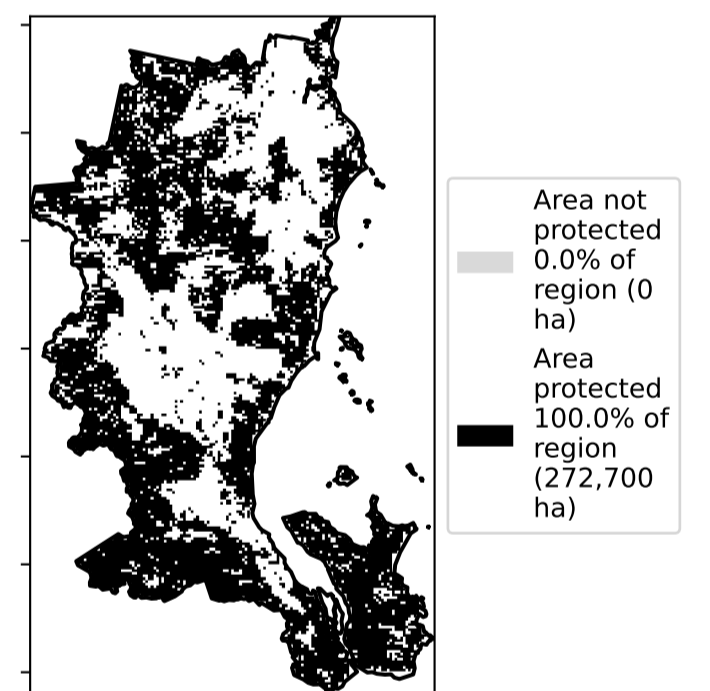 Area not
protected
0.0% of
region (0
ha)
Area
protected
100.0% of
region
(272,700
ha)